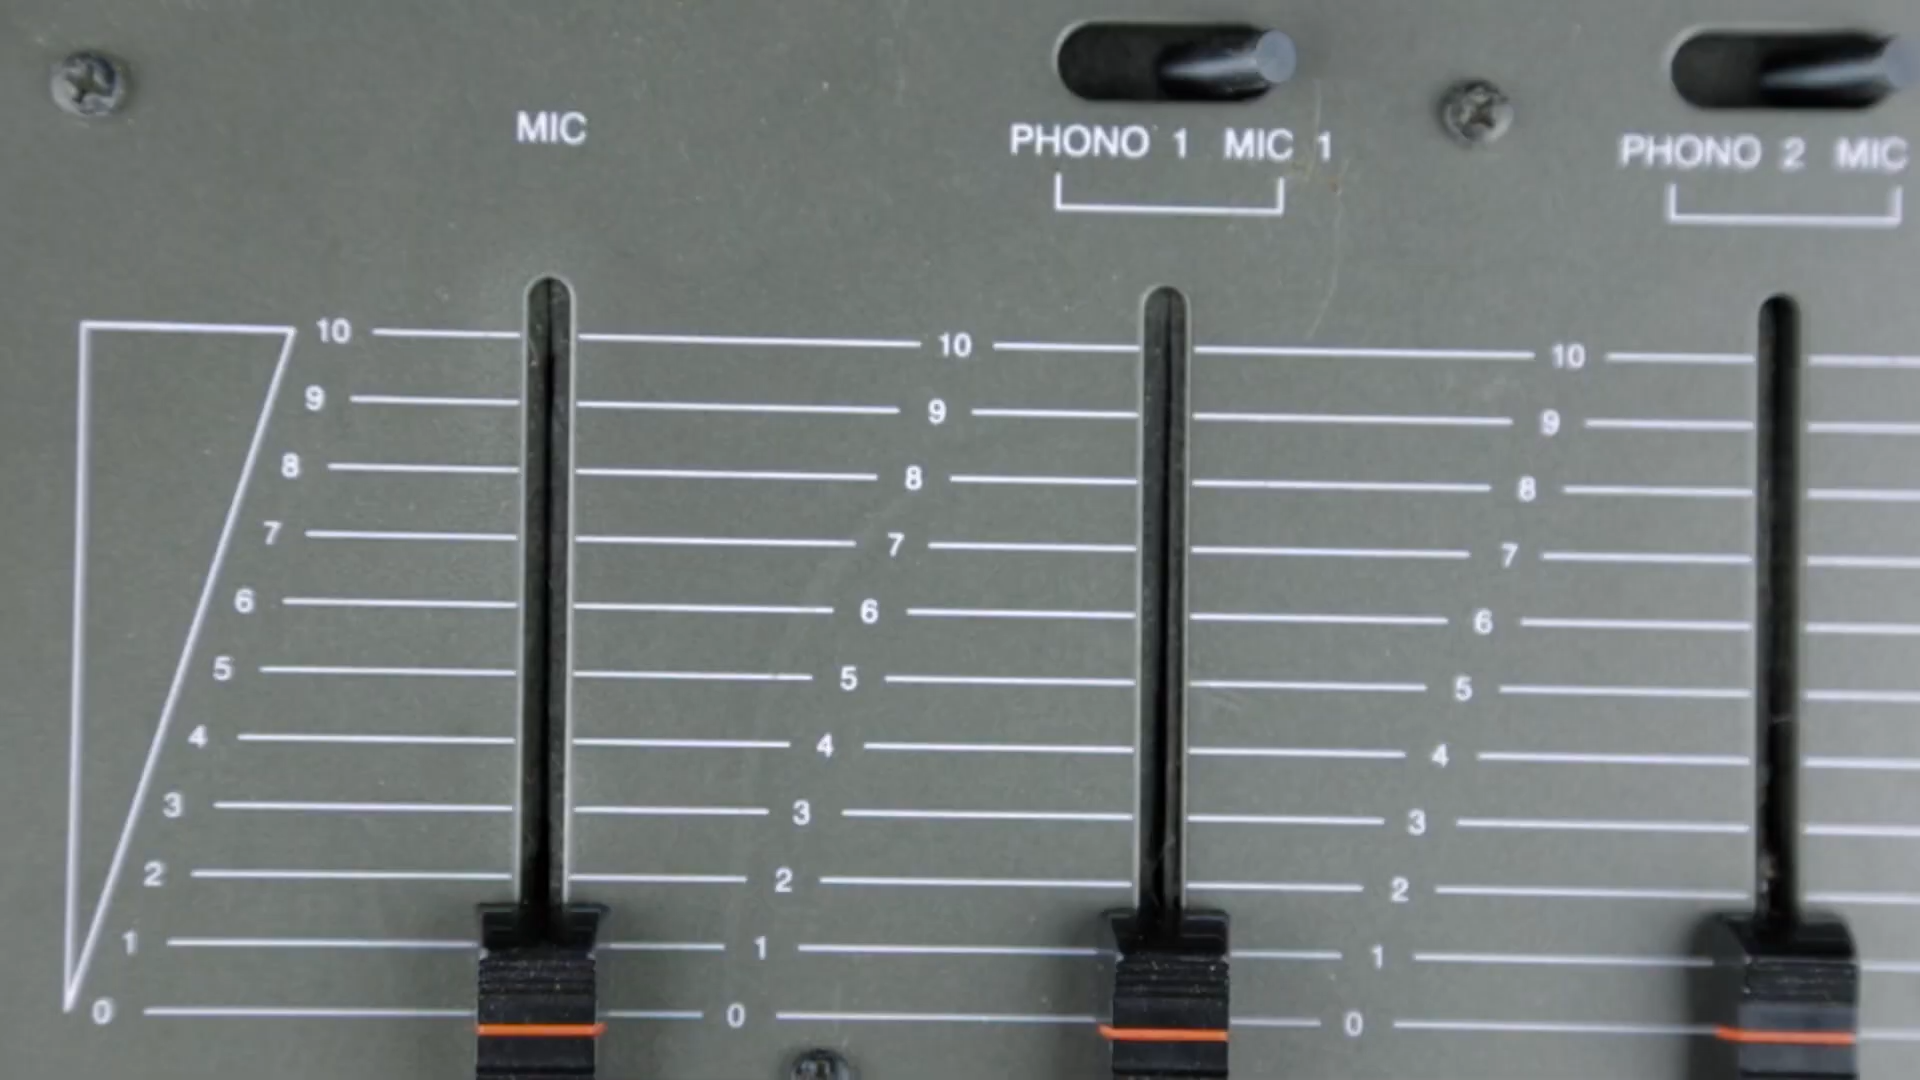 MIC
PHONO 1 MIC 1
PHONO 2 MIC
10 10 10
9 9 9
8 8 8
7 7 7
6 6 6
5 5 5
4 4 4
3 3 3
2 2 2
1 1 1
0 0 0